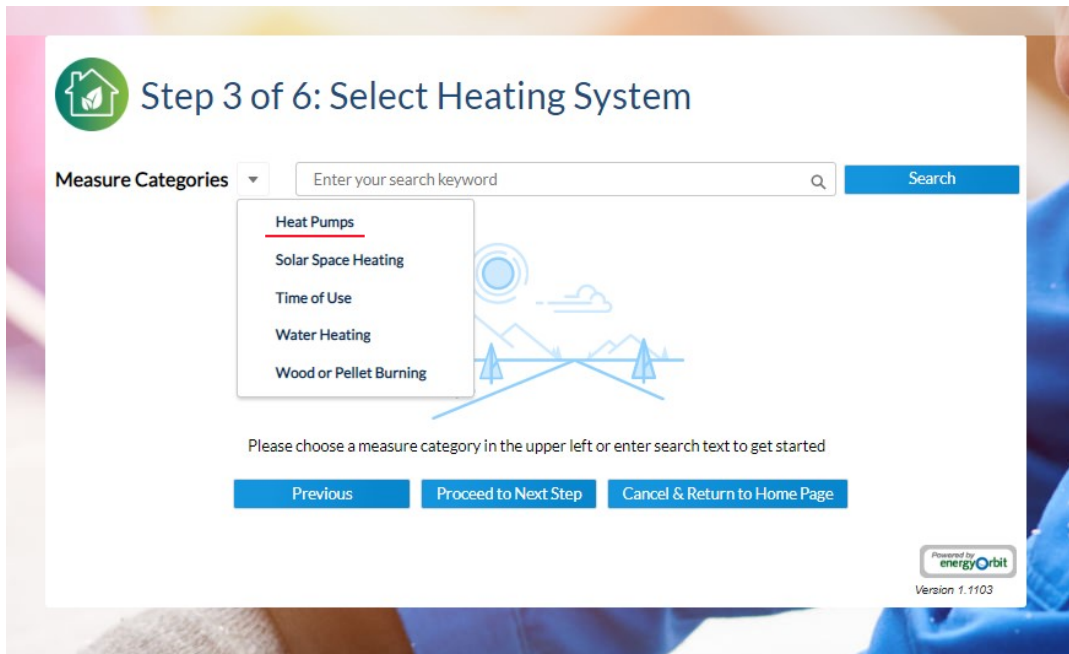 Step 3 of 6: Select Heating System
Measure Categories
Enter your search keyword
Search
Heat Pumps
Solar Space Heating
Time of Use
Water Heating
Wood or Pellet Burning
Please choose a measure category in the upper left or enter search text to get started
Previous
Proceed to Next Step
Cancel & Return to Home Page
Powered by
energyOrbit
Version 1.1103